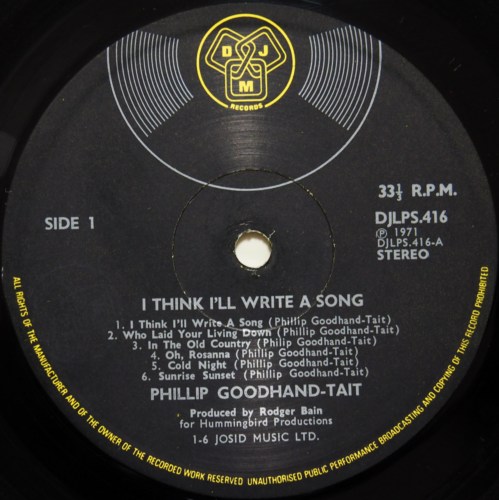 D J M
RECORDS
33⅓ R.P.M.
SIDE 1
DJLPS.416
℗ 1971
DJLPS.416-A
STEREO
I THINK I'LL WRITE A SONG
1. I Think I'll Write A Song (Phillip Goodhand-Tait)
2. Who Laid Your Living Down (Phillip Goodhand-Tait)
3. In The Old Country (Phillip Goodhand-Tait)
4. Oh, Rosanna (Phillip Goodhand-Tait)
5. Cold Night (Phillip Goodhand-Tait)
6. Sunrise Sunset (Phillip Goodhand-Tait)
PHILLIP GOODHAND-TAIT
Produced by Rodger Bain
for Hummingbird Productions
1-6 JOSID MUSIC LTD.
ALL RIGHTS OF THE MANUFACTURER AND OF THE OWNER OF THE RECORDED WORK RESERVED UNAUTHORISED PUBLIC PERFORMANCE BROADCASTING AND COPYING OF THIS RECORD PROHIBITED